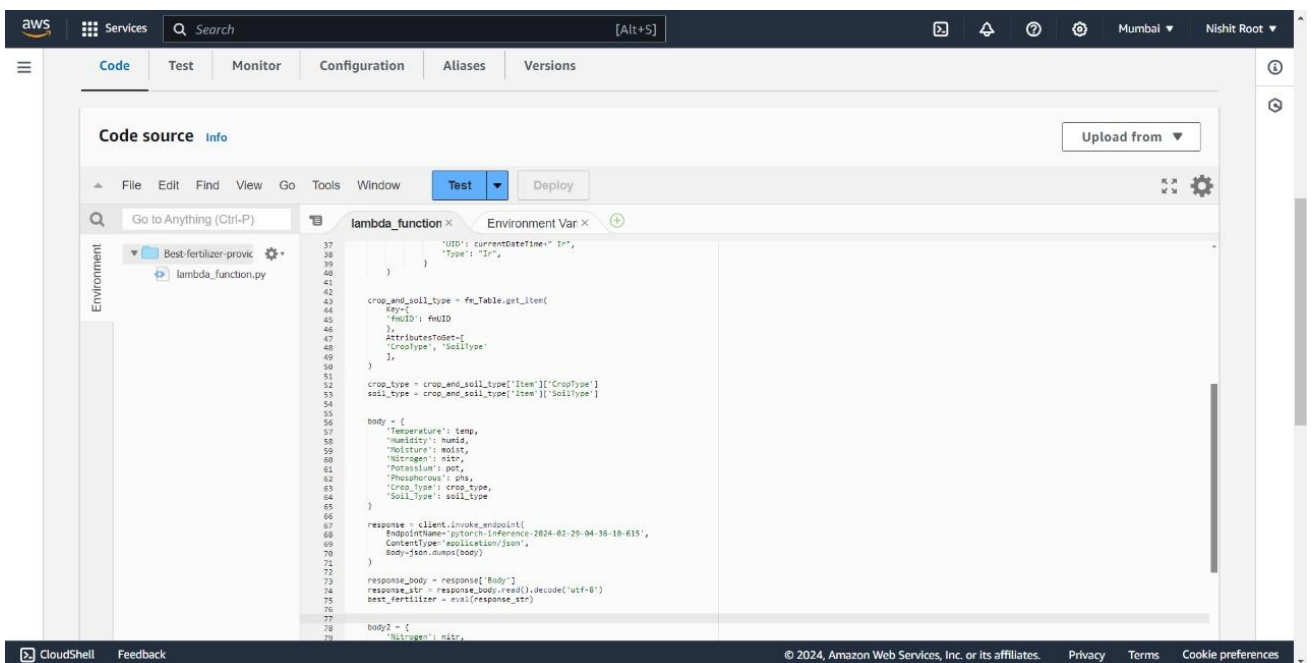 aws Services Search [Alt+S] Mumbai Nishit Root
Code Test Monitor Configuration Aliases Versions
Code source Info Upload from
File Edit Find View Go Tools Window Test Deploy
Go to Anything (Ctrl-P) lambda_function × Environment Var ×
Environment
Best-fertilizer-provic
lambda_function.py
37 'UID': currentDateTime+" Ir",
38 'Type': "Ir",
39 }
40 )
41
42
43 crop_and_soil_type = fm_Table.get_item(
44 Key={
45 'fmUID': fmUID
46 },
47 AttributesToGet=[
48 'CropType', 'SoilType'
49 ],
50 )
51
52 crop_type = crop_and_soil_type['Item']['CropType']
53 soil_type = crop_and_soil_type['Item']['SoilType']
54
55
56 body = {
57 'Temperature': temp,
58 'Humidity': humid,
59 'Moisture': moist,
60 'Nitrogen': nitr,
61 'Potassium': pot,
62 'Phosphorous': phs,
63 'Crop_Type': crop_type,
64 'Soil_Type': soil_type
65 }
66
67 response = client.invoke_endpoint(
68 EndpointName='pytorch-inference-2024-02-29-04-36-10-615',
69 ContentType='application/json',
70 Body=json.dumps(body)
71 )
72
73 response_body = response['Body']
74 response_str = response_body.read().decode('utf-8')
75 best_fertilizer = eval(response_str)
76
77
78 body2 = {
79 'Nitrogen': nitr,
CloudShell Feedback © 2024, Amazon Web Services, Inc. or its affiliates. Privacy Terms Cookie preferences